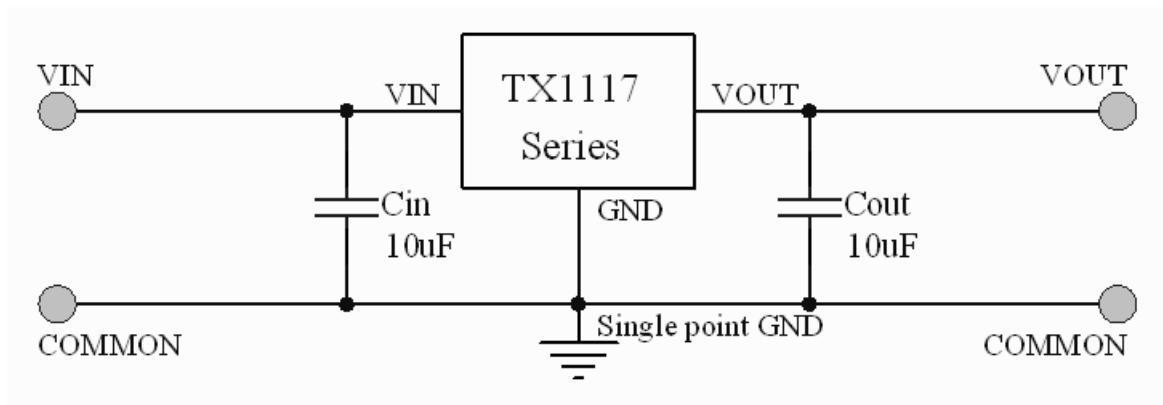 VIN
VIN
TX1117
Series
VOUT
VOUT
Cin
10uF
GND
Cout
10uF
COMMON
Single point GND
COMMON